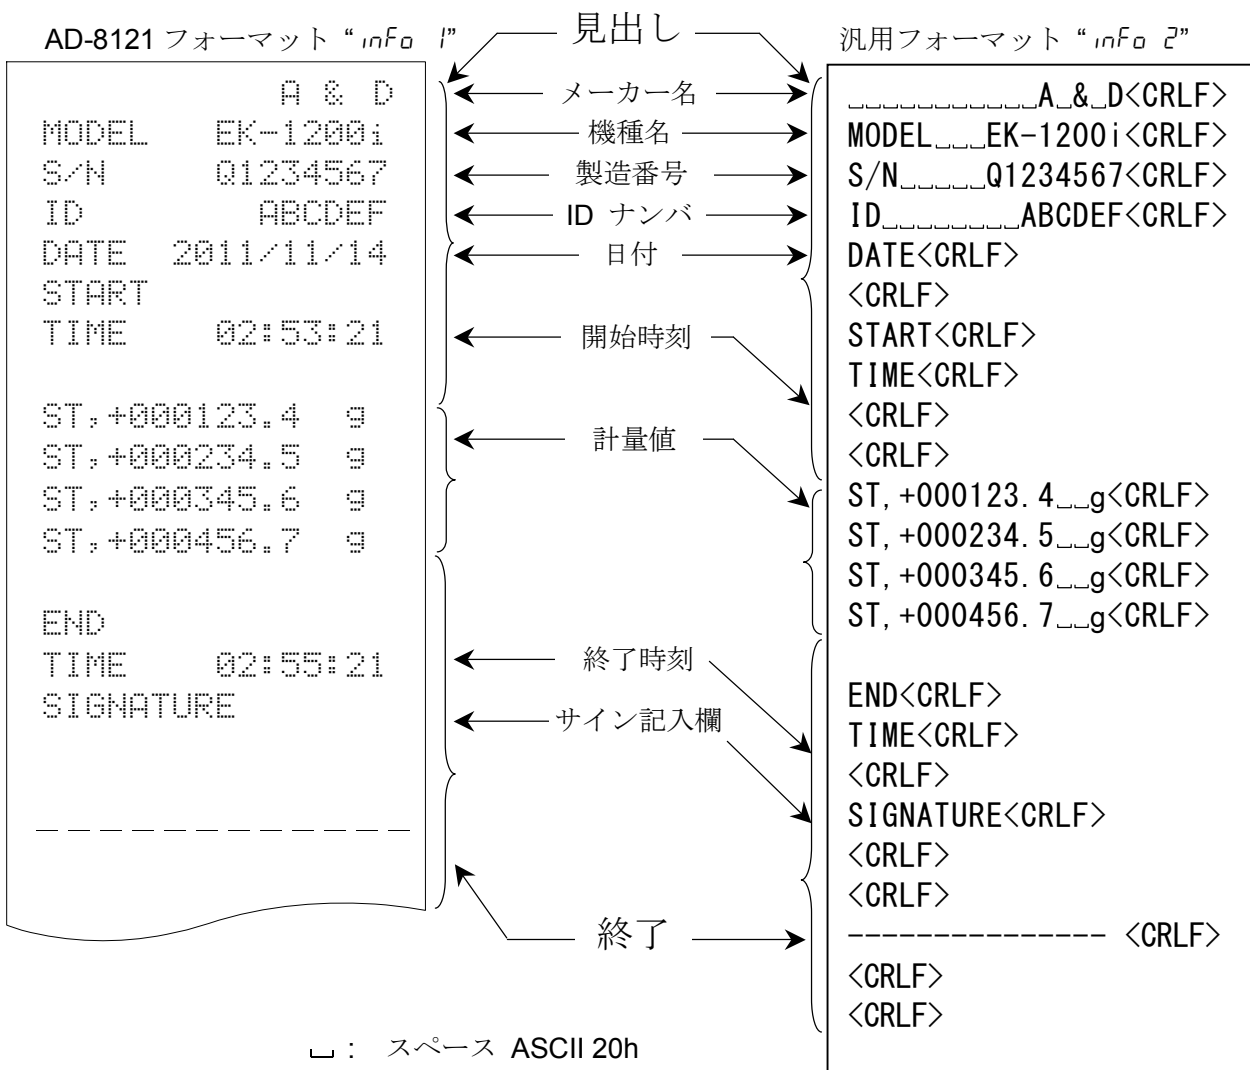 AD-8121 フォーマット “info 1”
A & D
MODEL EK-1200i
S/N Q1234567
ID ABCDEF
DATE 2011/11/14
START
TIME 02:53:21
ST,+000123.4 g
ST,+000234.5 g
ST,+000345.6 g
ST,+000456.7 g
END
TIME 02:55:21
SIGNATURE
_ _ _ _ _ _ _ _ _ _ _ _ _
見出し
メーカー名
機種名
製造番号
ID ナンバ
日付
開始時刻
計量値
終了時刻
サイン記入欄
終了
汎用フォーマット “info 2”
␣␣␣␣␣␣␣␣␣␣␣A␣&␣D<CRLF>
MODEL␣␣␣EK-1200i<CRLF>
S/N␣␣␣␣␣Q1234567<CRLF>
ID␣␣␣␣␣␣␣␣ABCDEF<CRLF>
DATE<CRLF>
<CRLF>
START<CRLF>
TIME<CRLF>
<CRLF>
<CRLF>
ST,+000123.4␣␣g<CRLF>
ST,+000234.5␣␣g<CRLF>
ST,+000345.6␣␣g<CRLF>
ST,+000456.7␣␣g<CRLF>
END<CRLF>
TIME<CRLF>
<CRLF>
SIGNATURE<CRLF>
<CRLF>
<CRLF>
--------------- <CRLF>
<CRLF>
<CRLF>
␣ : スペース ASCII 20h